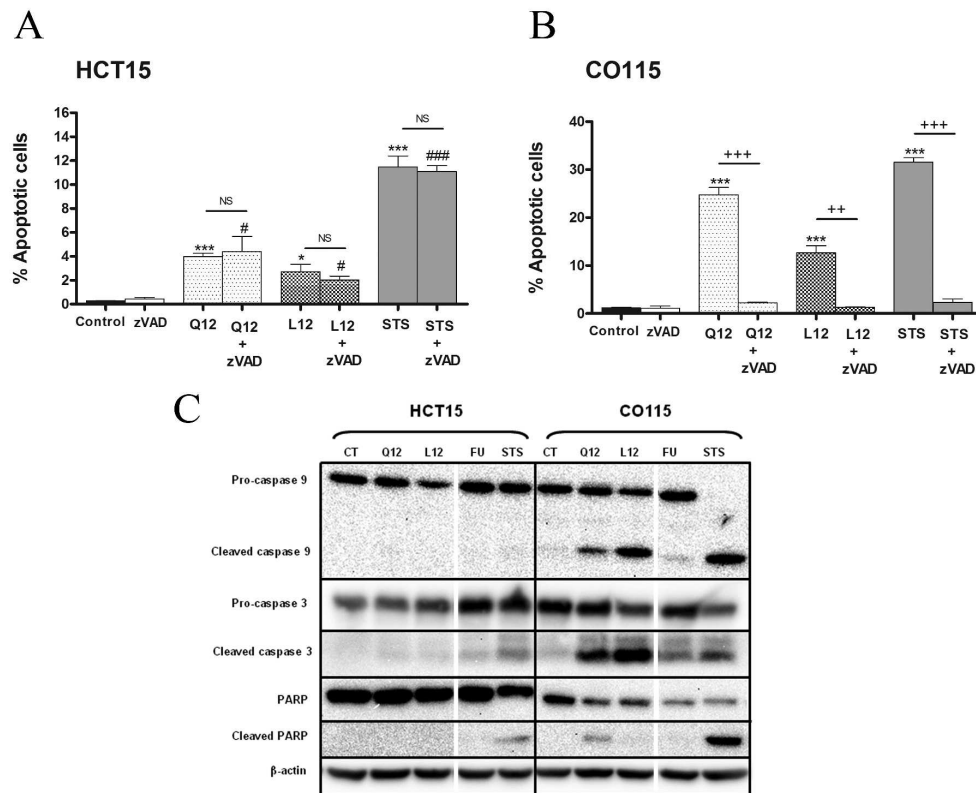 A
HCT15
% Apoptotic cells
16
14
12
10
8
6
4
2
0
NS
NS
NS
***
#
*
#
***
###
Control
zVAD
Q12
Q12
+
zVAD
L12
L12
+
zVAD
STS
STS
+
zVAD
B
CO115
% Apoptotic cells
40
30
20
10
0
+++
++
+++
***
***
***
Control
zVAD
Q12
Q12
+
zVAD
L12
L12
+
zVAD
STS
STS
+
zVAD
C
HCT15 CO115
CT Q12 L12 FU STS CT Q12 L12 FU STS
Pro-caspase 9
Cleaved caspase 9
Pro-caspase 3
Cleaved caspase 3
PARP
Cleaved PARP
β-actin